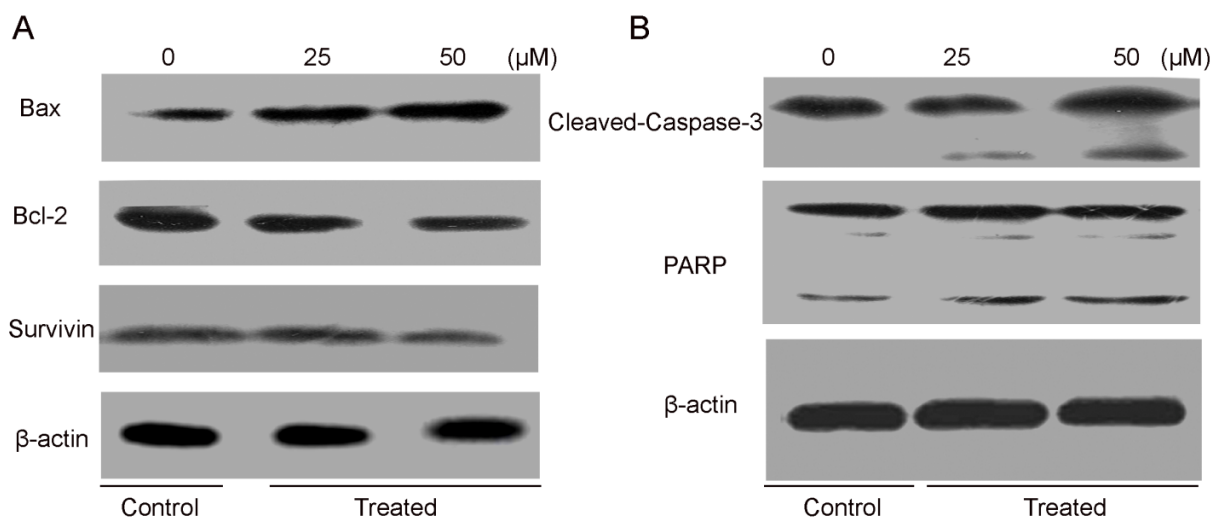 A
0 25 50 (µM)
Bax
Bcl-2
Survivin
β-actin
Control Treated
B
0 25 50 (µM)
Cleaved-Caspase-3
PARP
β-actin
Control Treated